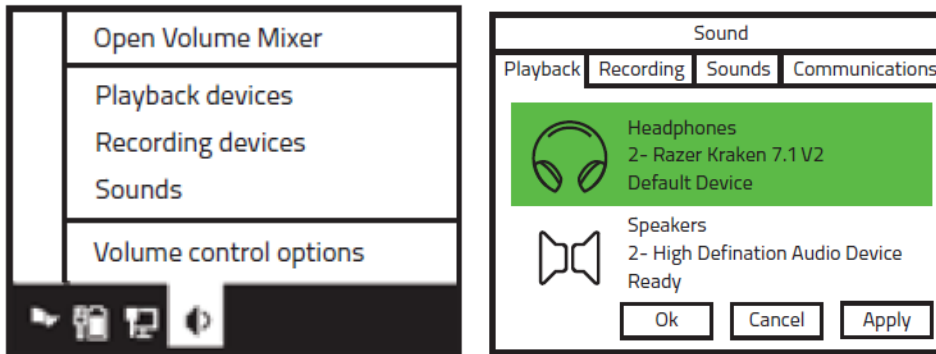 Open Volume Mixer
Playback devices
Recording devices
Sounds
Volume control options
Sound
Playback Recording Sounds Communications
Headphones
2- Razer Kraken 7.1 V2
Default Device
Speakers
2- High Defination Audio Device
Ready
Ok Cancel Apply